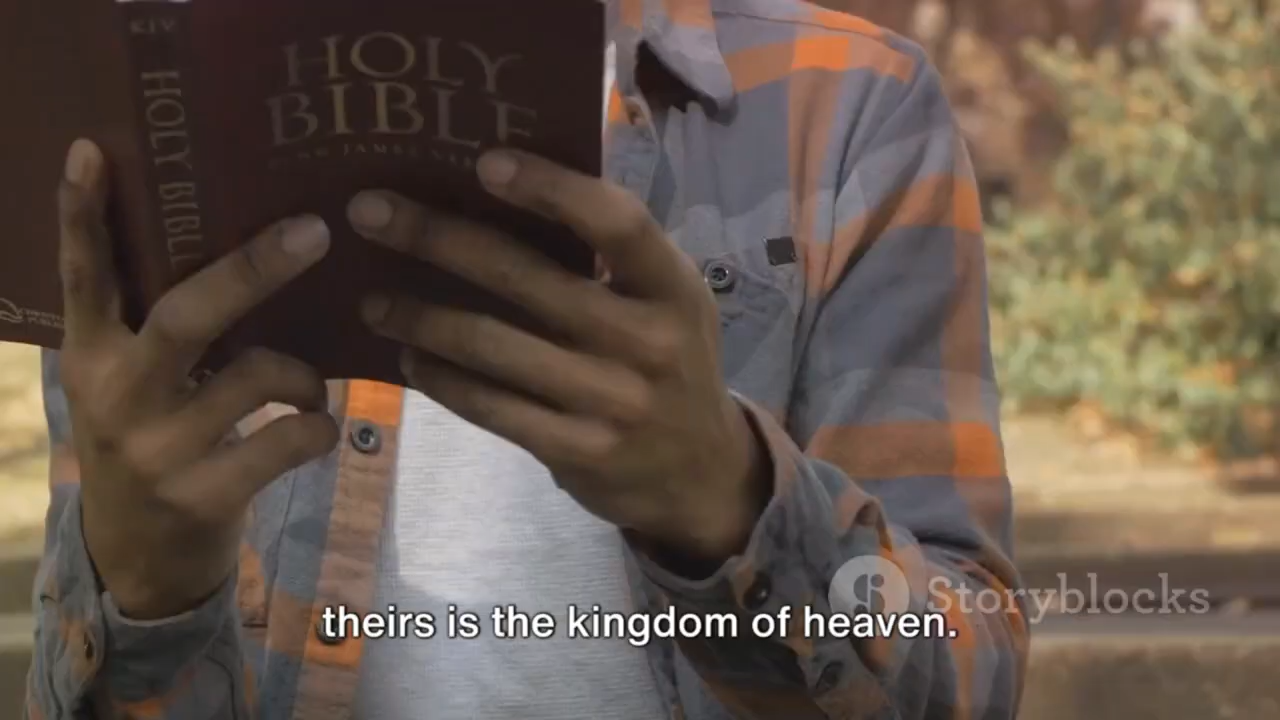 KJV
HOLY BIBLE
HOLY
BIBLE
theirs is the kingdom of heaven.
Storyblocks